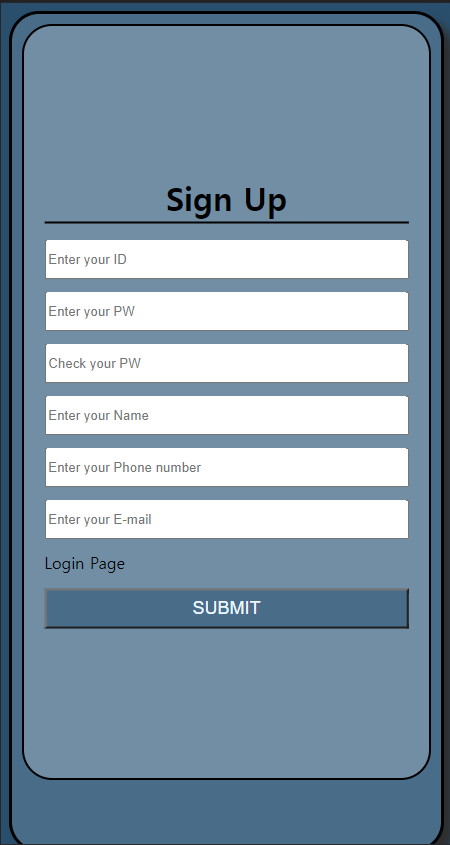 Sign Up
Enter your ID
Enter your PW
Check your PW
Enter your Name
Enter your Phone number
Enter your E-mail
Login Page
SUBMIT